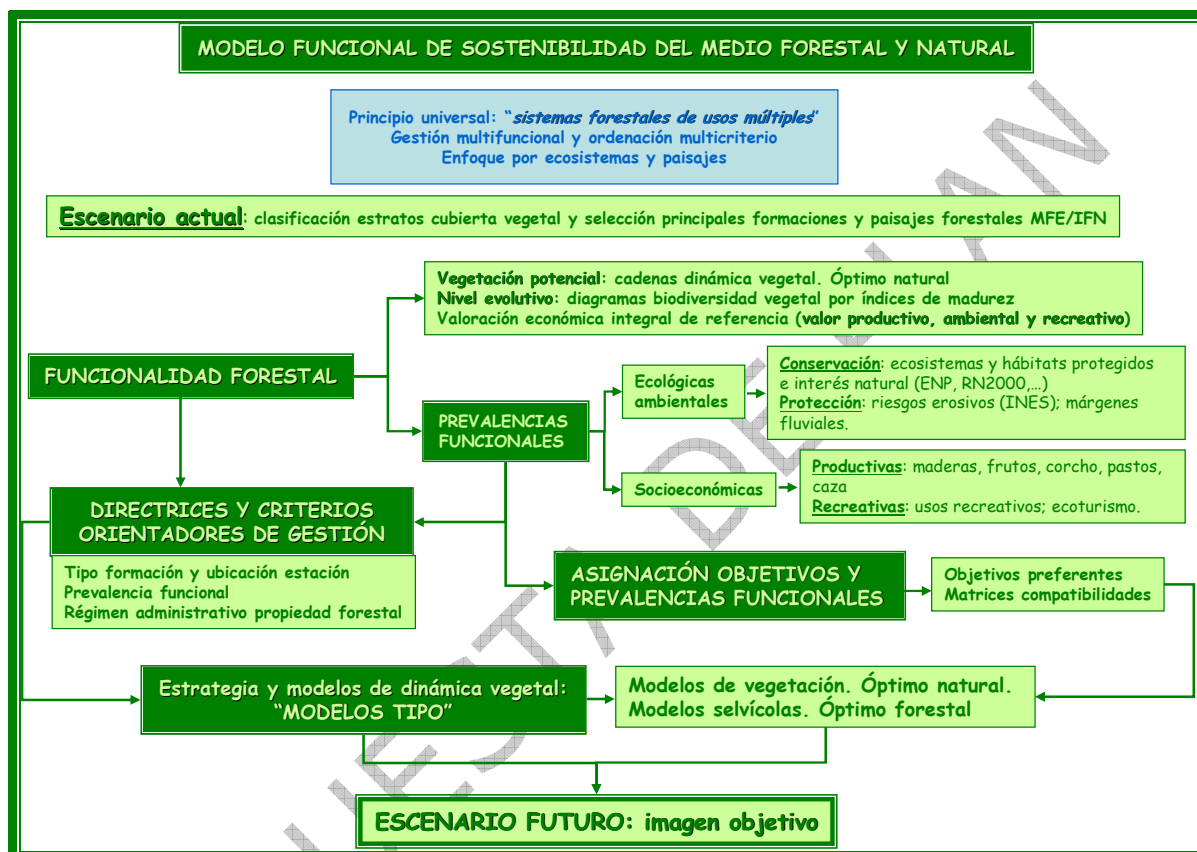 MODELO FUNCIONAL DE SOSTENIBILIDAD DEL MEDIO FORESTAL Y NATURAL
Principio universal: "sistemas forestales de usos múltiples"
Gestión multifuncional y ordenación multicriterio
Enfoque por ecosistemas y paisajes
Escenario actual: clasificación estratos cubierta vegetal y selección principales formaciones y paisajes forestales MFE/IFN
Vegetación potencial: cadenas dinámica vegetal. Óptimo natural
Nivel evolutivo: diagramas biodiversidad vegetal por índices de madurez
Valoración económica integral de referencia (valor productivo, ambiental y recreativo)
FUNCIONALIDAD FORESTAL
PREVALENCIAS
FUNCIONALES
Ecológicas
ambientales
Conservación: ecosistemas y hábitats protegidos
e interés natural (ENP, RN2000,...)
Protección: riesgos erosivos (INES); márgenes
fluviales.
Socioeconómicas
Productivas: maderas, frutos, corcho, pastos,
caza
Recreativas: usos recreativos; ecoturismo.
DIRECTRICES Y CRITERIOS
ORIENTADORES DE GESTIÓN
Tipo formación y ubicación estación
Prevalencia funcional
Régimen administrativo propiedad forestal
ASIGNACIÓN OBJETIVOS Y
PREVALENCIAS FUNCIONALES
Objetivos preferentes
Matrices compatibilidades
Estrategia y modelos de dinámica vegetal:
"MODELOS TIPO"
Modelos de vegetación. Óptimo natural.
Modelos selvícolas. Óptimo forestal
ESCENARIO FUTURO: imagen objetivo